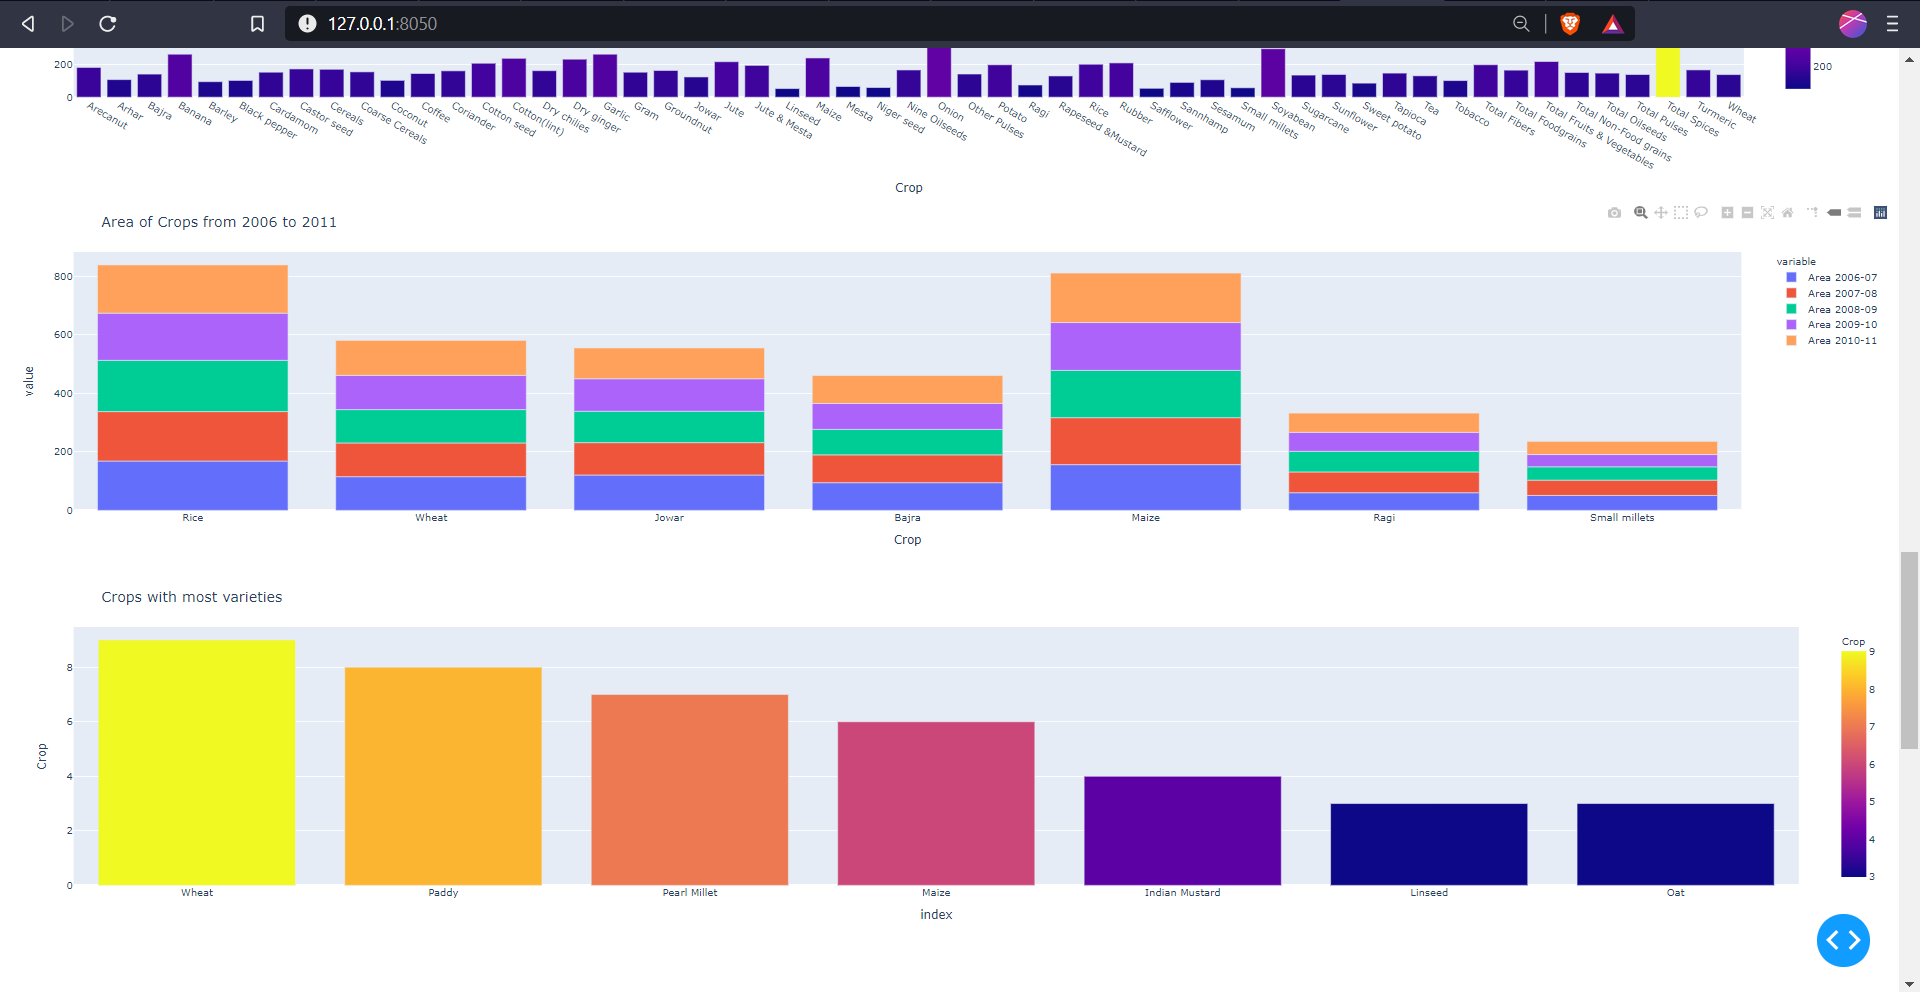 127.0.0.1:8050
200
0
200
Arecanut
Arhar
Bajra
Banana
Barley
Black pepper
Cardamom
Castor seed
Cereals
Coarse Cereals
Coconut
Coffee
Coriander
Cotton seed
Cotton(lint)
Dry chilies
Dry ginger
Garlic
Gram
Groundnut
Jowar
Jute
Jute & Mesta
Linseed
Maize
Mesta
Niger seed
Nine Oilseeds
Onion
Other Pulses
Potato
Ragi
Rapeseed &Mustard
Rice
Rubber
Safflower
Sannhamp
Sesamum
Small millets
Soyabean
Sugarcane
Sunflower
Sweet potato
Tapioca
Tea
Tobacco
Total Fibers
Total Foodgrains
Total Fruits & Vegetables
Total Non-Food grains
Total Oilseeds
Total Pulses
Total Spices
Turmeric
Wheat
Crop
Area of Crops from 2006 to 2011
800
600
400
200
0
value
Rice Wheat Jowar Bajra Maize Ragi Small millets
Crop
variable
Area 2006-07
Area 2007-08
Area 2008-09
Area 2009-10
Area 2010-11
Crops with most varieties
8
6
4
2
0
Crop
Wheat Paddy Pearl Millet Maize Indian Mustard Linseed Oat
index
Crop
9
8
7
6
5
4
3